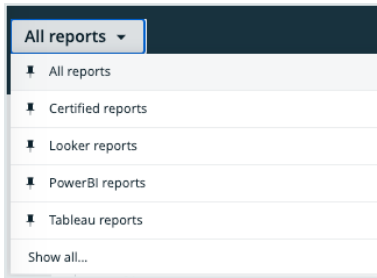 All reports
All reports
Certified reports
Looker reports
PowerBI reports
Tableau reports
Show all...